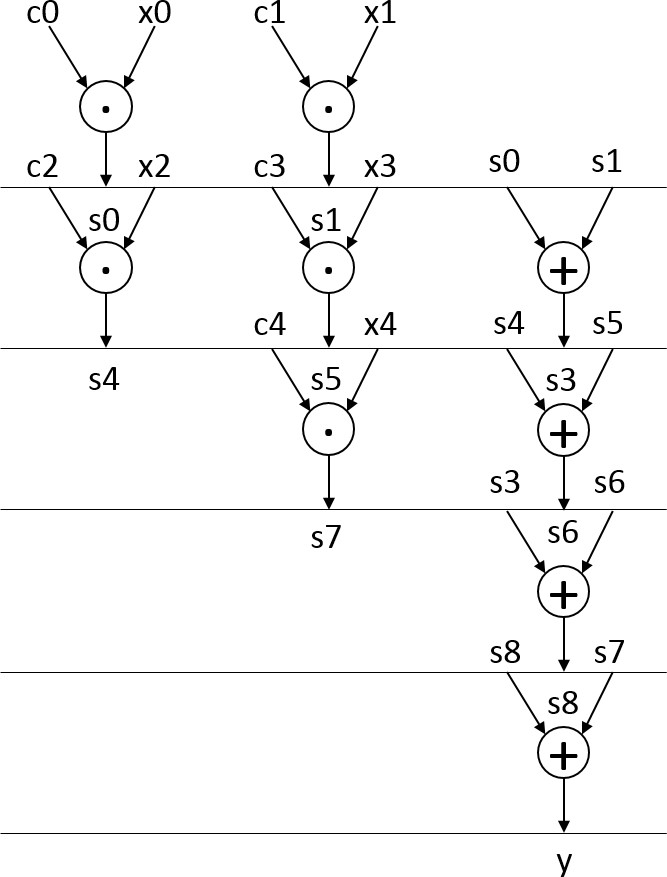 c0 x0 c1 x1
· ·
c2 x2 c3 x3 s0 s1
s0 s1
· · +
c4 x4 s4 s5
s4 s5 s3
· +
s3 s6
s7 s6
+
s8 s7
s8
+
y